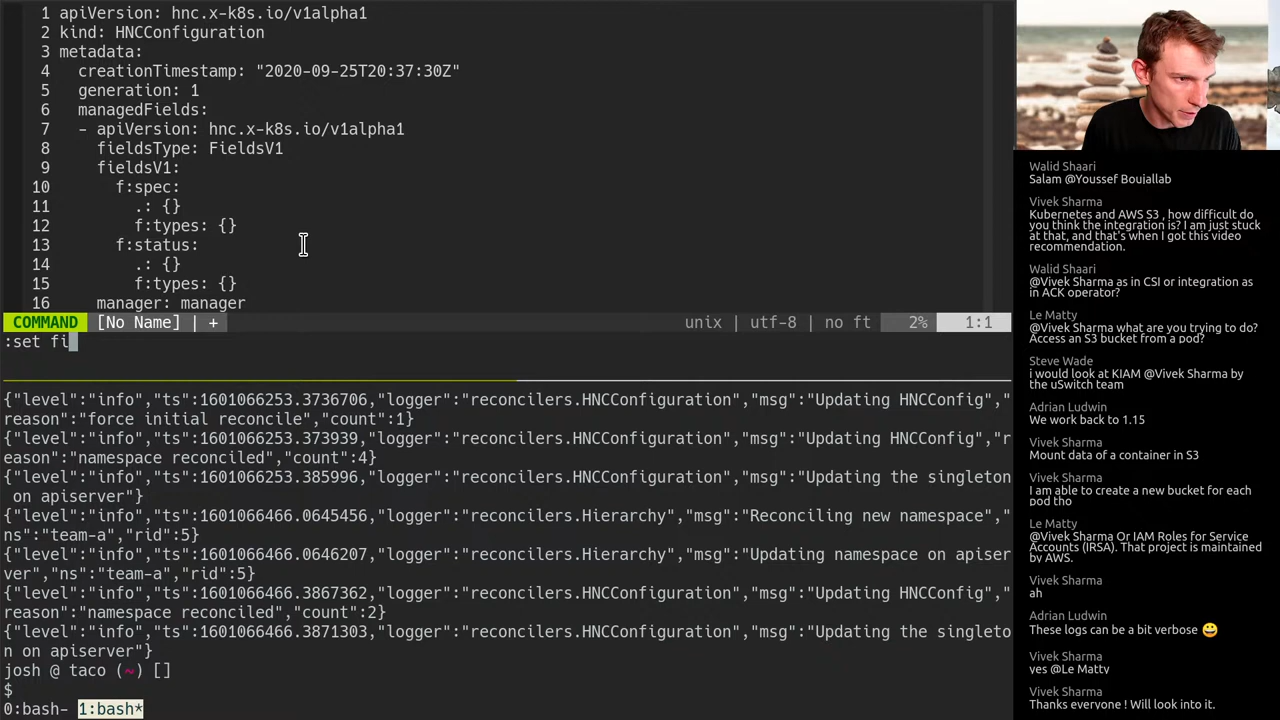 1 apiVersion: hnc.x-k8s.io/v1alpha1
2 kind: HNCConfiguration
3 metadata:
4   creationTimestamp: "2020-09-25T20:37:30Z"
5   generation: 1
6   managedFields:
7   - apiVersion: hnc.x-k8s.io/v1alpha1
8     fieldsType: FieldsV1
9     fieldsV1:
10       f:spec:
11         .: {}
12         f:types: {}
13       f:status:
14         .: {}
15         f:types: {}
16     manager: manager
COMMAND [No Name] | +    unix | utf-8 | no ft    2%    1:1
:set fi
{"level":"info","ts":1601066253.3736706,"logger":"reconcilers.HNCConfiguration","msg":"Updating HNCConfig","
reason":"force initial reconcile","count":1}
{"level":"info","ts":1601066253.373939,"logger":"reconcilers.HNCConfiguration","msg":"Updating HNCConfig","r
eason":"namespace reconciled","count":4}
{"level":"info","ts":1601066253.385996,"logger":"reconcilers.HNCConfiguration","msg":"Updating the singleton
 on apiserver"}
{"level":"info","ts":1601066466.0645456,"logger":"reconcilers.Hierarchy","msg":"Reconciling new namespace","
ns":"team-a","rid":5}
{"level":"info","ts":1601066466.0646207,"logger":"reconcilers.Hierarchy","msg":"Updating namespace on apiser
ver","ns":"team-a","rid":5}
{"level":"info","ts":1601066466.3867362,"logger":"reconcilers.HNCConfiguration","msg":"Updating HNCConfig","
reason":"namespace reconciled","count":2}
{"level":"info","ts":1601066466.3871303,"logger":"reconcilers.HNCConfiguration","msg":"Updating the singleto
n on apiserver"}
josh @ taco (~) []
$
0:bash- 1:bash*
Walid Shaari
Salam @Youssef Boujallab
Vivek Sharma
Kubernetes and AWS S3 , how difficult do
you think the integration is? I am just stuck
at that, and that's when I got this video
recommendation.
Walid Shaari
@Vivek Sharma as in CSI or integration as
in ACK operator?
Le Matty
@Vivek Sharma what are you trying to do?
Access an S3 bucket from a pod?
Steve Wade
i would look at KIAM @Vivek Sharma by
the uSwitch team
Adrian Ludwin
We work back to 1.15
Vivek Sharma
Mount data of a container in S3
Vivek Sharma
I am able to create a new bucket for each
pod tho
Le Matty
@Vivek Sharma Or IAM Roles for Service
Accounts (IRSA). That project is maintained
by AWS.
Vivek Sharma
ah
Adrian Ludwin
These logs can be a bit verbose 😀
Vivek Sharma
yes @Le Matty
Vivek Sharma
Thanks everyone ! Will look into it.